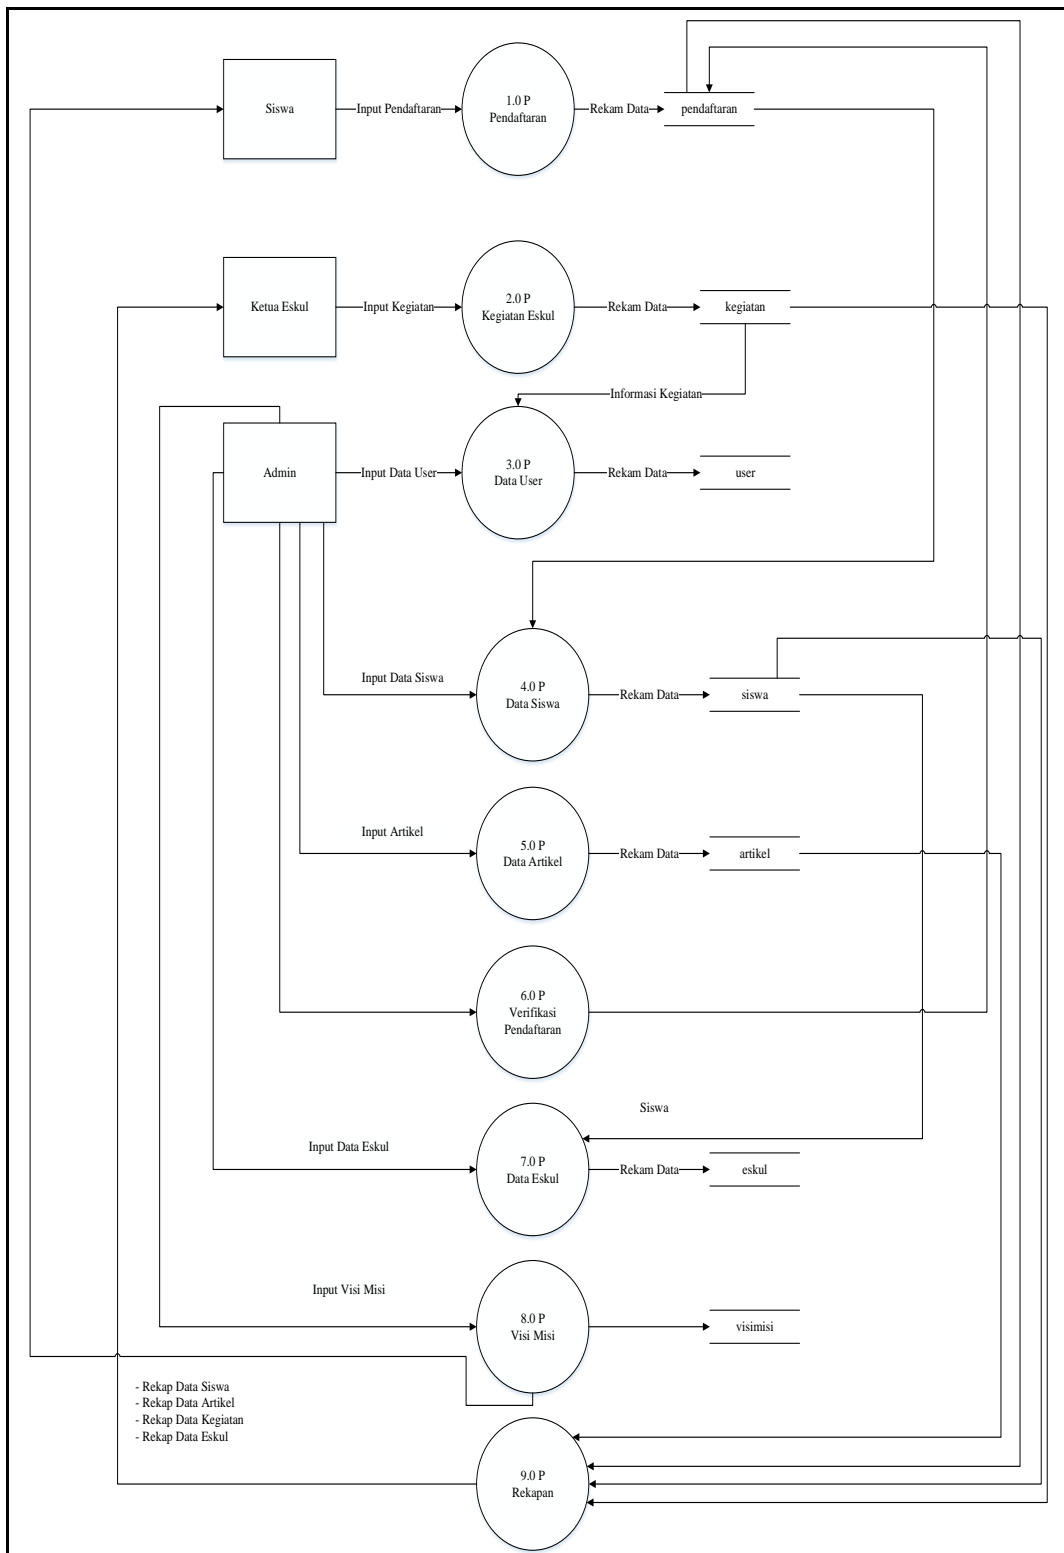 Siswa
Input Pendaftaran
1.0 P
Pendaftaran
Rekam Data
pendaftaran
Ketua Eskul
Input Kegiatan
2.0 P
Kegiatan Eskul
Rekam Data
kegiatan
Informasi Kegiatan
Admin
Input Data User
3.0 P
Data User
Rekam Data
user
Input Data Siswa
4.0 P
Data Siswa
Rekam Data
siswa
Input Artikel
5.0 P
Data Artikel
Rekam Data
artikel
6.0 P
Verifikasi
Pendaftaran
Siswa
Input Data Eskul
7.0 P
Data Eskul
Rekam Data
eskul
Input Visi Misi
8.0 P
Visi Misi
visimisi
- Rekap Data Siswa
- Rekap Data Artikel
- Rekap Data Kegiatan
- Rekap Data Eskul
9.0 P
Rekapan